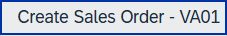 Create Sales Order - VA01